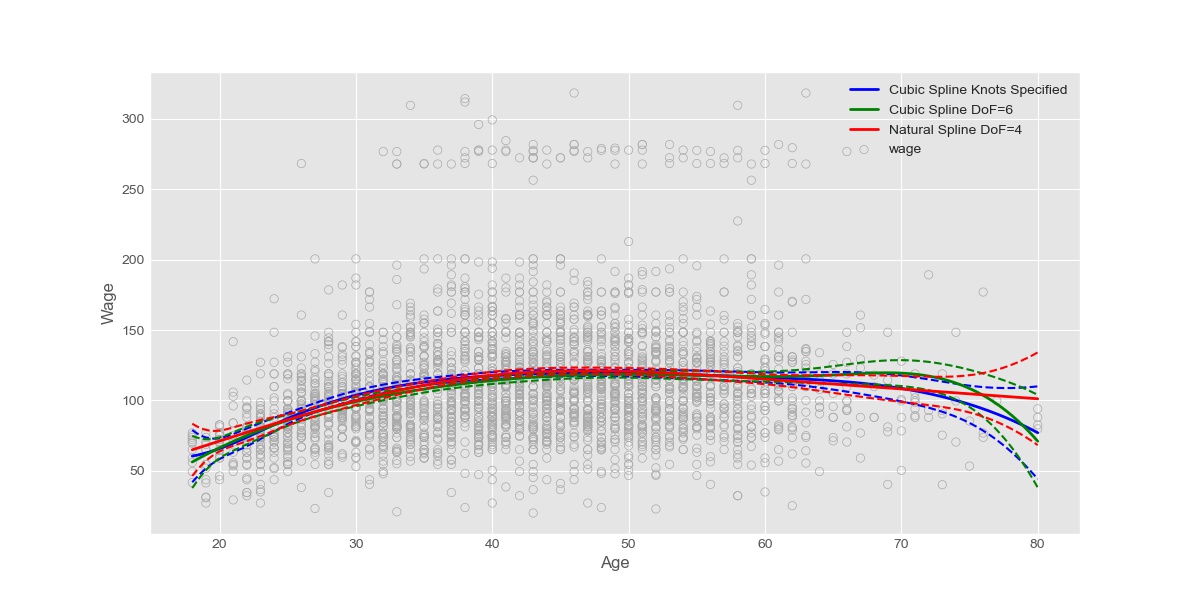 Cubic Spline Knots Specified
Cubic Spline DoF=6
Natural Spline DoF=4
wage
300
250
200
150
100
50
Wage
20 30 40 50 60 70 80
Age